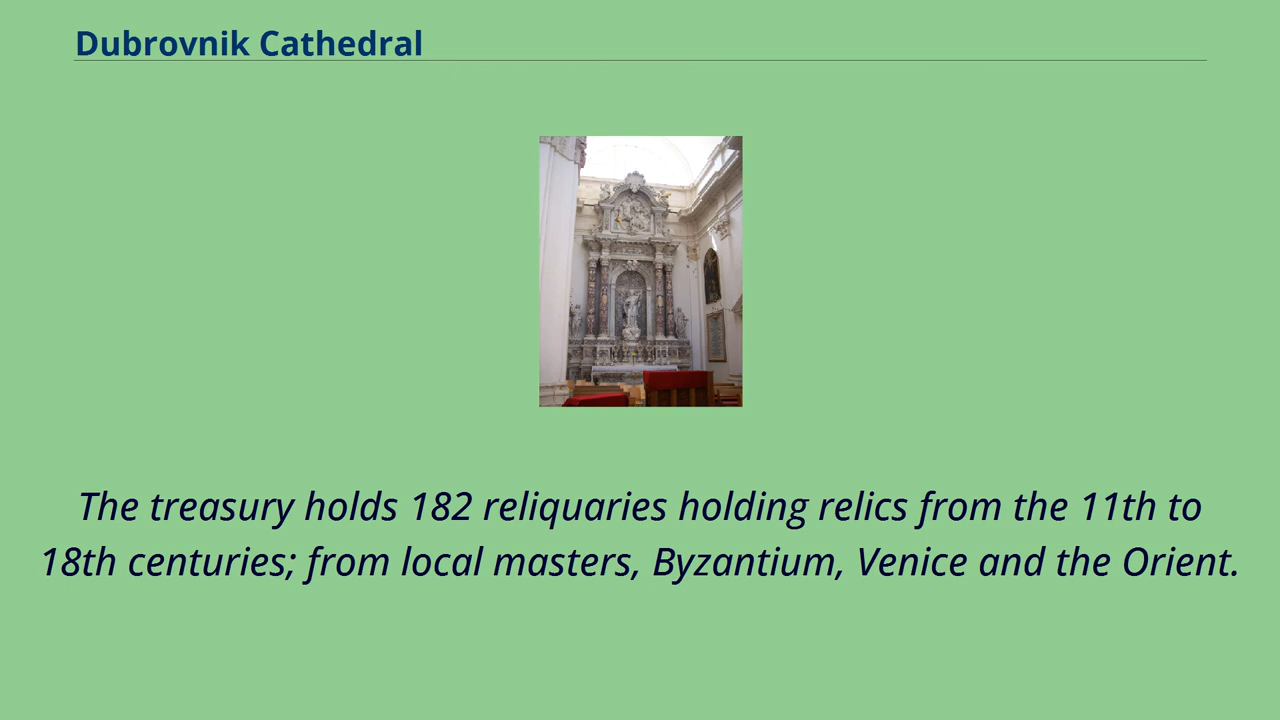 Dubrovnik Cathedral
The treasury holds 182 reliquaries holding relics from the 11th to
18th centuries; from local masters, Byzantium, Venice and the Orient.